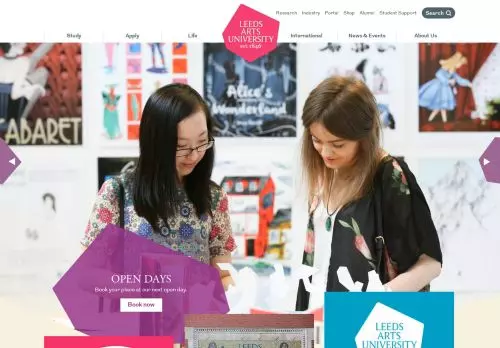 Research Industry Portal Shop Alumni Student Support Search
LEEDS
ARTS
UNIVERSITY
EST. 1846
Study Apply Life International News & Events About Us
Alice's
Wonderland
CABARET
OPEN DAYS
Book your place at our next open day.
Book now
LEEDS
ARTS
UNIVERSITY
LEEDS